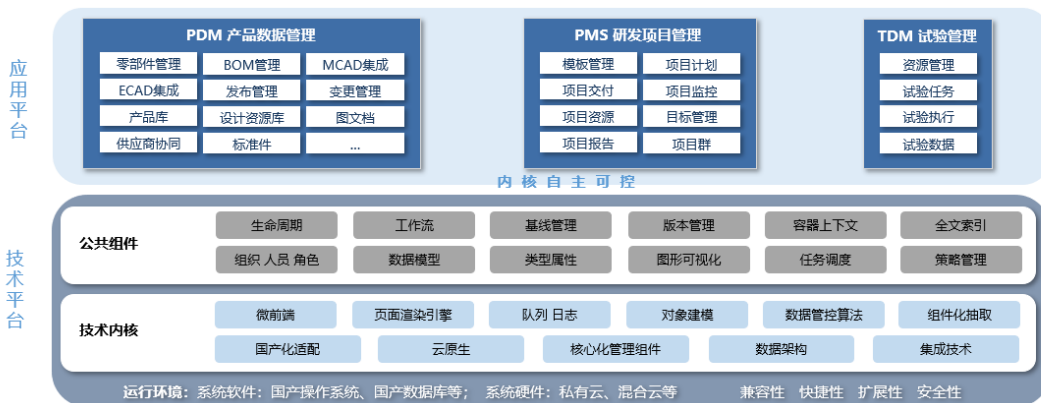 应用平台
PDM 产品数据管理
零部件管理 BOM管理 MCAD集成
ECAD集成 发布管理 变更管理
产品库 设计资源库 图文档
供应商协同 标准件 ...
PMS 研发项目管理
模板管理 项目计划
项目交付 项目监控
项目资源 目标管理
项目报告 项目群
TDM 试验管理
资源管理
试验任务
试验执行
试验数据
内核自主可控
技术平台
公共组件
生命周期 工作流 基线管理 版本管理 容器上下文 全文索引
组织 人员 角色 数据模型 类型属性 图形可视化 任务调度 策略管理
技术内核
微前端 页面渲染引擎 队列 日志 对象建模 数据管控算法 组件化抽取
国产化适配 云原生 核心化管理组件 数据架构 集成技术
运行环境：系统软件：国产操作系统、国产数据库等； 系统硬件：私有云、混合云等 兼容性 快捷性 扩展性 安全性